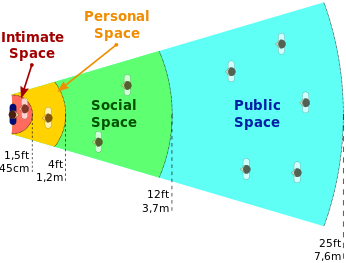 Personal
Space
Intimate
Space
Social
Space
Public
Space
1,5ft
45cm
4ft
1,2m
12ft
3,7m
25ft
7,6m